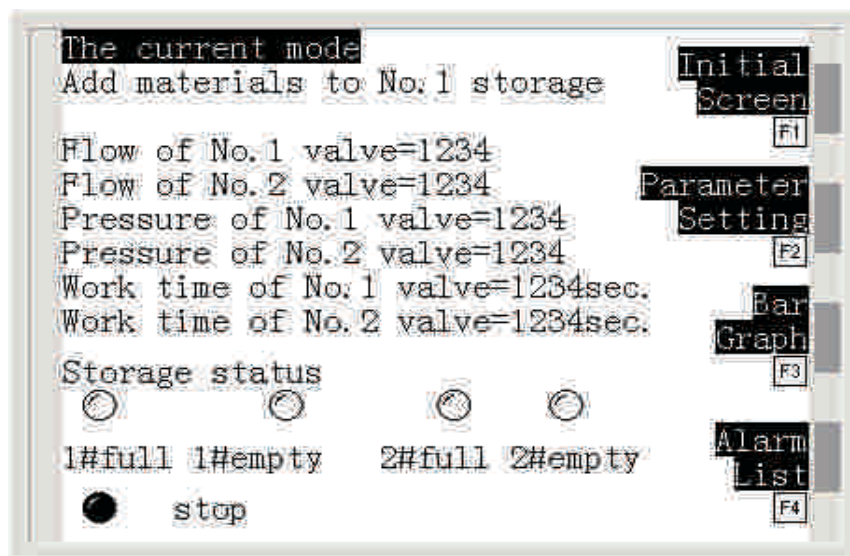 The current mode
Add materials to No.1 storage
Flow of No.1 valve=1234
Flow of No.2 valve=1234
Pressure of No.1 valve=1234
Pressure of No.2 valve=1234
Work time of No.1 valve=1234sec.
Work time of No.2 valve=1234sec.
Storage status
1#full 1#empty 2#full 2#empty
stop
Initial
Screen
F1
Parameter
Setting
F2
Bar
Graph
F3
Alarm
List
F4